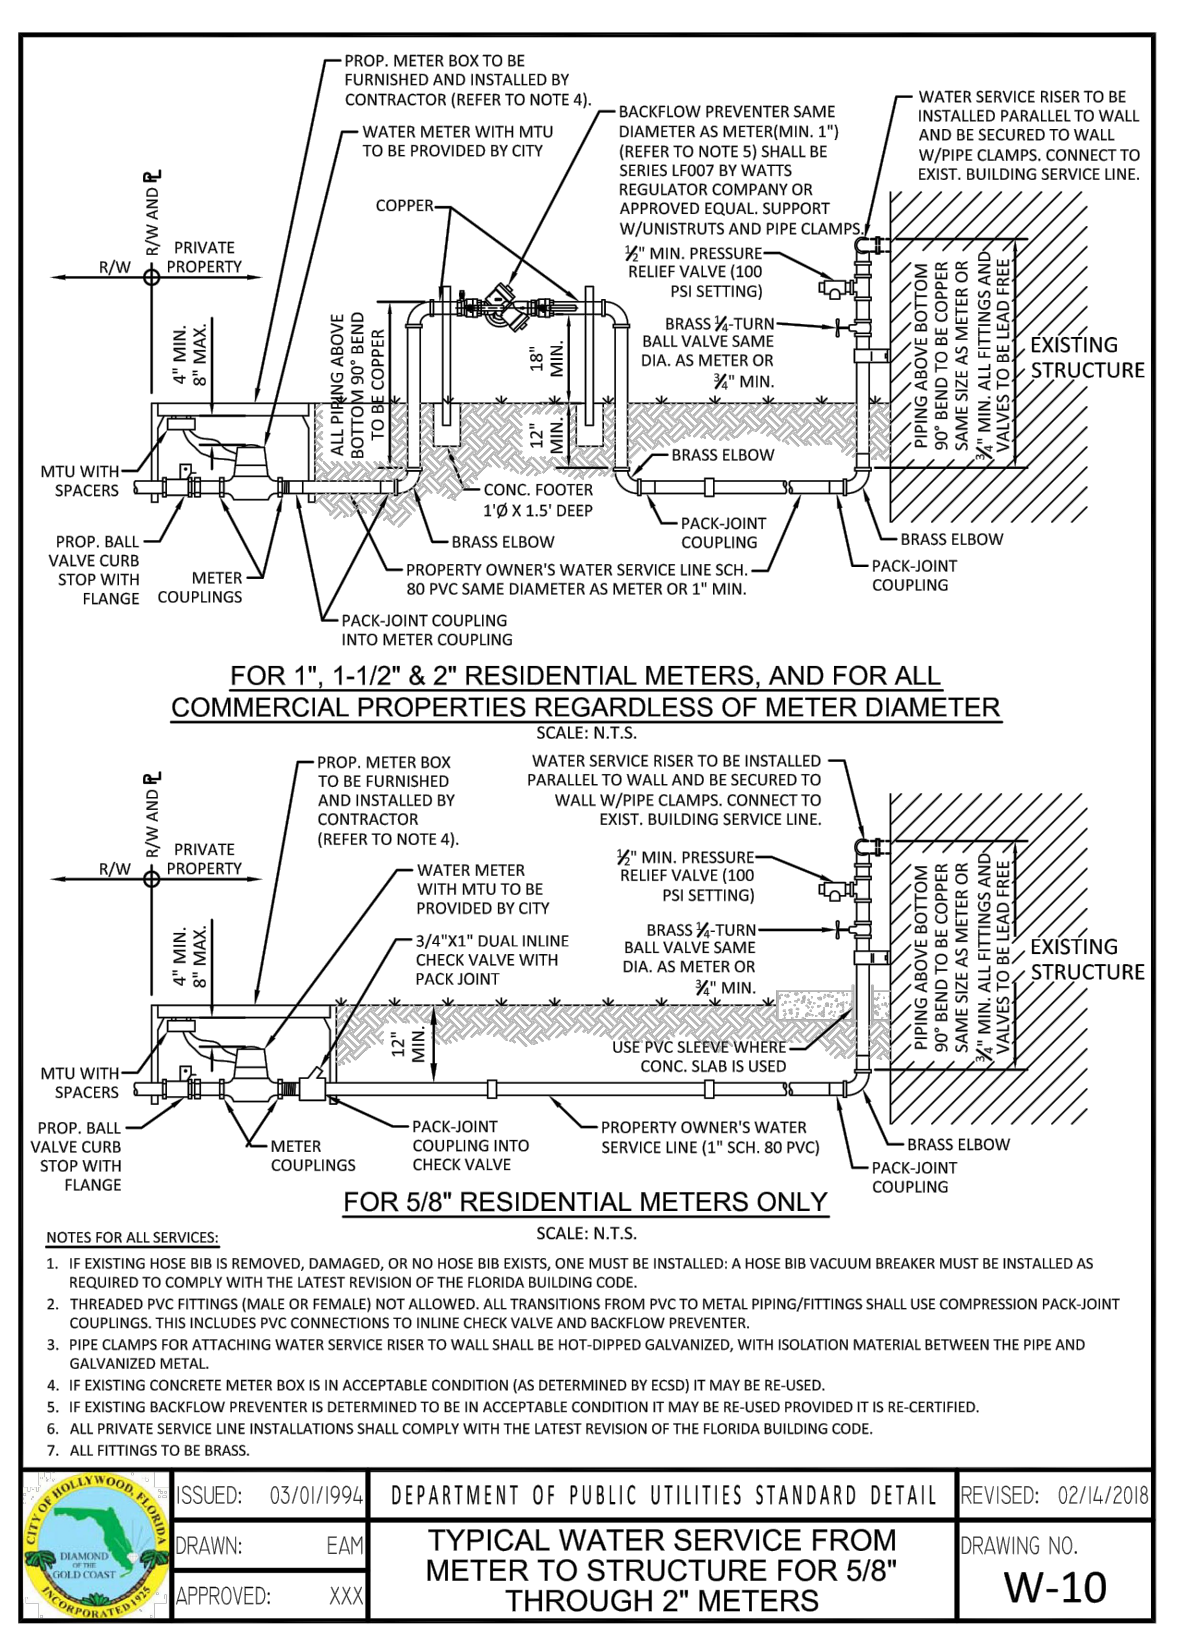 PROP. METER BOX TO BE
FURNISHED AND INSTALLED BY
CONTRACTOR (REFER TO NOTE 4).
WATER METER WITH MTU
TO BE PROVIDED BY CITY
COPPER
BACKFLOW PREVENTER SAME
DIAMETER AS METER(MIN. 1")
(REFER TO NOTE 5) SHALL BE
SERIES LF007 BY WATTS
REGULATOR COMPANY OR
APPROVED EQUAL. SUPPORT
W/UNISTRUTS AND PIPE CLAMPS.
WATER SERVICE RISER TO BE
INSTALLED PARALLEL TO WALL
AND BE SECURED TO WALL
W/PIPE CLAMPS. CONNECT TO
EXIST. BUILDING SERVICE LINE.
R/W AND ℙL
R/W
PRIVATE
PROPERTY
½" MIN. PRESSURE
RELIEF VALVE (100
PSI SETTING)
BRASS ¼-TURN
BALL VALVE SAME
DIA. AS METER OR
¾" MIN.
4" MIN.
8" MAX.
ALL PIPING ABOVE
BOTTOM 90° BEND
TO BE COPPER
18"
MIN.
12"
MIN.
PIPING ABOVE BOTTOM
90° BEND TO BE COPPER
SAME SIZE AS METER OR
¾" MIN. ALL FITTINGS AND
VALVES TO BE LEAD FREE
EXISTING
STRUCTURE
MTU WITH
SPACERS
BRASS ELBOW
CONC. FOOTER
1'Ø X 1.5' DEEP
PROP. BALL
VALVE CURB
STOP WITH
FLANGE
METER
COUPLINGS
BRASS ELBOW
PACK-JOINT
COUPLING
BRASS ELBOW
PROPERTY OWNER'S WATER SERVICE LINE SCH.
80 PVC SAME DIAMETER AS METER OR 1" MIN.
PACK-JOINT
COUPLING
PACK-JOINT COUPLING
INTO METER COUPLING
FOR 1", 1-1/2" & 2" RESIDENTIAL METERS, AND FOR ALL
COMMERCIAL PROPERTIES REGARDLESS OF METER DIAMETER
SCALE: N.T.S.
PROP. METER BOX
TO BE FURNISHED
AND INSTALLED BY
CONTRACTOR
(REFER TO NOTE 4).
WATER SERVICE RISER TO BE INSTALLED
PARALLEL TO WALL AND BE SECURED TO
WALL W/PIPE CLAMPS. CONNECT TO
EXIST. BUILDING SERVICE LINE.
R/W AND ℙL
R/W
PRIVATE
PROPERTY
WATER METER
WITH MTU TO BE
PROVIDED BY CITY
½" MIN. PRESSURE
RELIEF VALVE (100
PSI SETTING)
3/4"X1" DUAL INLINE
CHECK VALVE WITH
PACK JOINT
BRASS ¼-TURN
BALL VALVE SAME
DIA. AS METER OR
¾" MIN.
4" MIN.
8" MAX.
12"
MIN.
PIPING ABOVE BOTTOM
90° BEND TO BE COPPER
SAME SIZE AS METER OR
¾" MIN. ALL FITTINGS AND
VALVES TO BE LEAD FREE
EXISTING
STRUCTURE
USE PVC SLEEVE WHERE
CONC. SLAB IS USED
MTU WITH
SPACERS
PROP. BALL
VALVE CURB
STOP WITH
FLANGE
METER
COUPLINGS
PACK-JOINT
COUPLING INTO
CHECK VALVE
PROPERTY OWNER'S WATER
SERVICE LINE (1" SCH. 80 PVC)
BRASS ELBOW
PACK-JOINT
COUPLING
FOR 5/8" RESIDENTIAL METERS ONLY
SCALE: N.T.S.
NOTES FOR ALL SERVICES:
1. IF EXISTING HOSE BIB IS REMOVED, DAMAGED, OR NO HOSE BIB EXISTS, ONE MUST BE INSTALLED: A HOSE BIB VACUUM BREAKER MUST BE INSTALLED AS
REQUIRED TO COMPLY WITH THE LATEST REVISION OF THE FLORIDA BUILDING CODE.
2. THREADED PVC FITTINGS (MALE OR FEMALE) NOT ALLOWED. ALL TRANSITIONS FROM PVC TO METAL PIPING/FITTINGS SHALL USE COMPRESSION PACK-JOINT
COUPLINGS. THIS INCLUDES PVC CONNECTIONS TO INLINE CHECK VALVE AND BACKFLOW PREVENTER.
3. PIPE CLAMPS FOR ATTACHING WATER SERVICE RISER TO WALL SHALL BE HOT-DIPPED GALVANIZED, WITH ISOLATION MATERIAL BETWEEN THE PIPE AND
GALVANIZED METAL.
4. IF EXISTING CONCRETE METER BOX IS IN ACCEPTABLE CONDITION (AS DETERMINED BY ECSD) IT MAY BE RE-USED.
5. IF EXISTING BACKFLOW PREVENTER IS DETERMINED TO BE IN ACCEPTABLE CONDITION IT MAY BE RE-USED PROVIDED IT IS RE-CERTIFIED.
6. ALL PRIVATE SERVICE LINE INSTALLATIONS SHALL COMPLY WITH THE LATEST REVISION OF THE FLORIDA BUILDING CODE.
7. ALL FITTINGS TO BE BRASS.
CITY OF HOLLYWOOD, FLORIDA
DIAMOND
OF THE
GOLD COAST
INCORPORATED 1925
ISSUED: 03/01/1994
DRAWN: EAM
APPROVED: XXX
DEPARTMENT OF PUBLIC UTILITIES STANDARD DETAIL
TYPICAL WATER SERVICE FROM
METER TO STRUCTURE FOR 5/8"
THROUGH 2" METERS
REVISED: 02/14/2018
DRAWING NO.
W-10